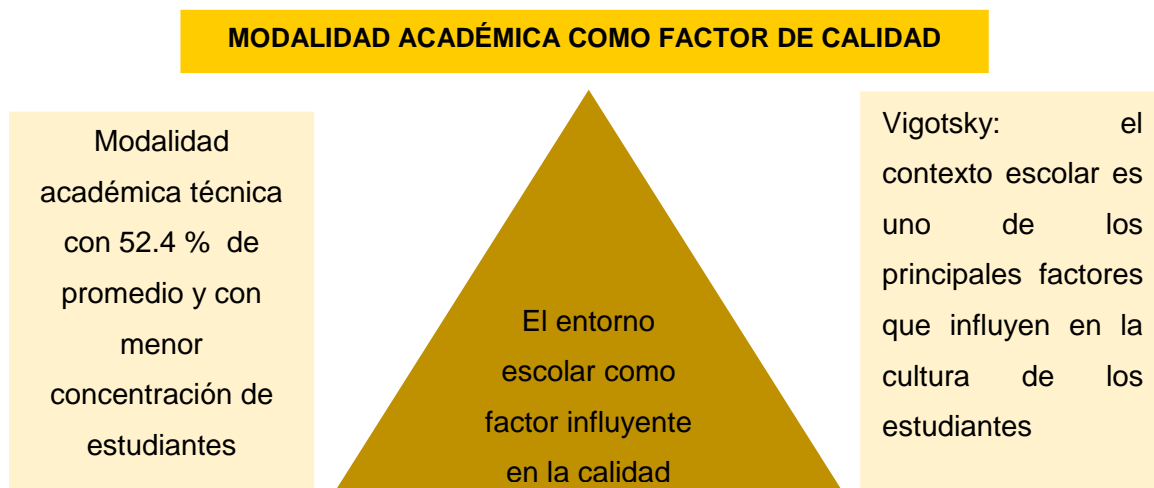 MODALIDAD ACADÉMICA COMO FACTOR DE CALIDAD
Modalidad
académica técnica
con 52.4 % de
promedio y con
menor
concentración de
estudiantes
El entorno
escolar como
factor influyente
en la calidad
Vigotsky: el
contexto escolar es
uno de los
principales factores
que influyen en la
cultura de los
estudiantes